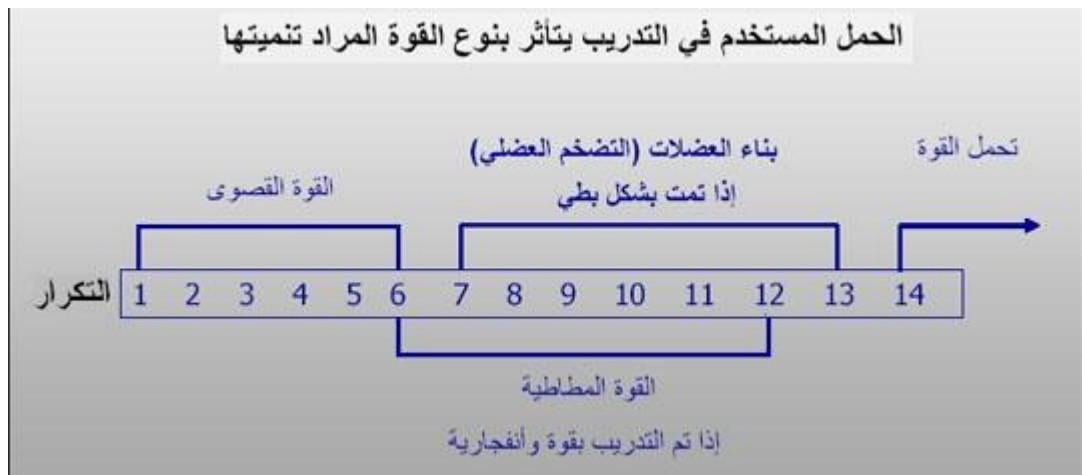 الحمل المستخدم في التدريب يتأثر بنوع القوة المراد تنميتها
تحمل القوة
بناء العضلات (التضخم العضلي)
إذا تمت بشكل بطي
القوة القصوى
التكرار 1 2 3 4 5 6 7 8 9 10 11 12 13 14
القوة المطاطية
إذا تم التدريب بقوة وأنفجارية